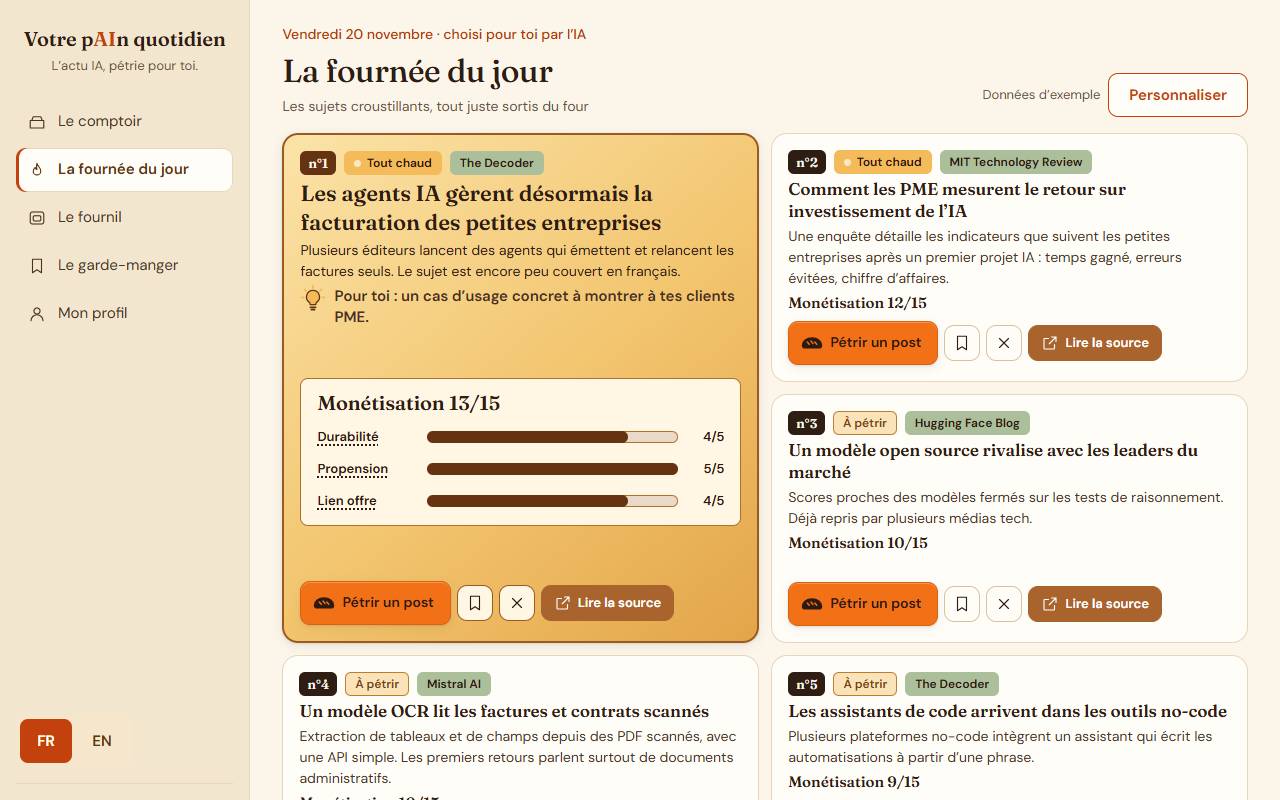 Votre pAIn quotidien
L’actu IA, pétrie pour toi.
Le comptoir
La fournée du jour
Le fournil
Le garde-manger
Mon profil
FR
EN
Vendredi 20 novembre · choisi pour toi par l’IA
La fournée du jour
Les sujets croustillants, tout juste sortis du four
Données d’exemple
Personnaliser
n°1
Tout chaud
The Decoder
Les agents IA gèrent désormais la
facturation des petites entreprises
Plusieurs éditeurs lancent des agents qui émettent et relancent les
factures seuls. Le sujet est encore peu couvert en français.
Pour toi : un cas d’usage concret à montrer à tes clients
PME.
Monétisation 13/15
Durabilité 4/5
Propension 5/5
Lien offre 4/5
Pétrir un post
Lire la source
n°2
Tout chaud
MIT Technology Review
Comment les PME mesurent le retour sur
investissement de l’IA
Une enquête détaille les indicateurs que suivent les petites
entreprises après un premier projet IA : temps gagné, erreurs
évitées, chiffre d’affaires.
Monétisation 12/15
Pétrir un post
Lire la source
n°3
À pétrir
Hugging Face Blog
Un modèle open source rivalise avec les leaders du
marché
Scores proches des modèles fermés sur les tests de raisonnement.
Déjà repris par plusieurs médias tech.
Monétisation 10/15
Pétrir un post
Lire la source
n°4
À pétrir
Mistral AI
Un modèle OCR lit les factures et contrats scannés
Extraction de tableaux et de champs depuis des PDF scannés, avec
une API simple. Les premiers retours parlent surtout de documents
administratifs.
n°5
À pétrir
The Decoder
Les assistants de code arrivent dans les outils no-code
Plusieurs plateformes no-code intègrent un assistant qui écrit les
automatisations à partir d’une phrase.
Monétisation 9/15